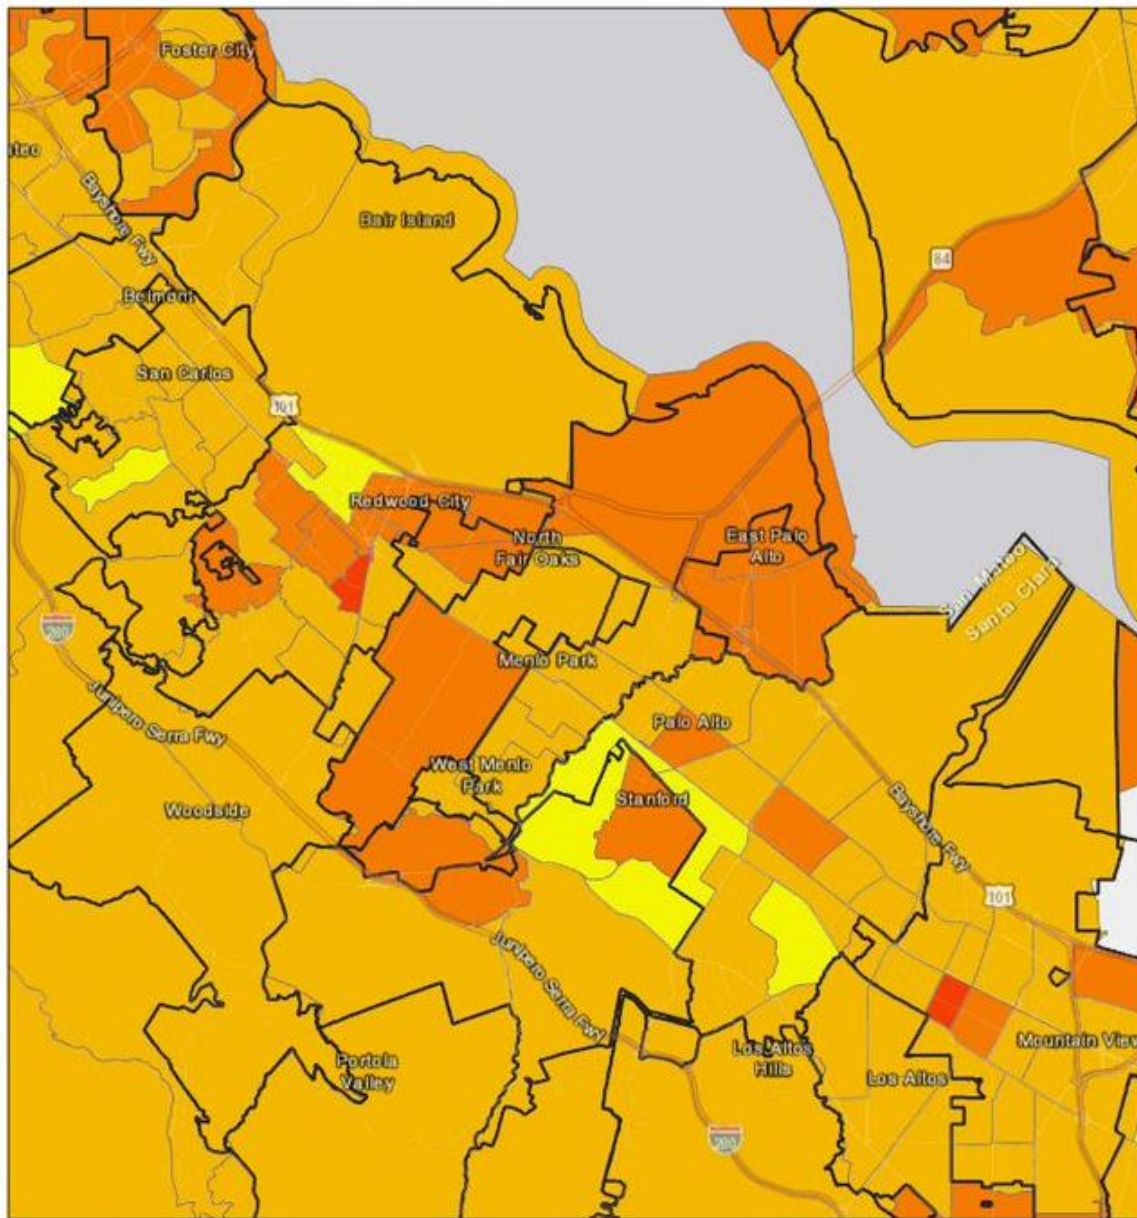 Foster City
ateo
Bayshore Fwy
Bair Island
84
Belmont
San Carlos
101
Redwood City
North
Fair Oaks
East Palo
Alto
San Mateo
Santa Clara
280
Menlo Park
Junipero Serra Fwy
Palo Alto
West Menlo
Park
Stanford
Woodside
Bayshore Fwy
101
Junipero Serra Fwy
Mountain View
Los Altos
Hills
Portola
Valley
Los Altos
280